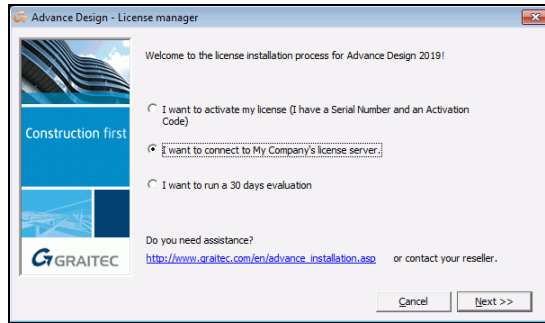 Advance Design - License manager
Welcome to the license installation process for Advance Design 2019!
I want to activate my license (I have a Serial Number and an Activation
Code)
Construction first
I want to connect to My Company's license server.
I want to run a 30 days evaluation
Do you need assistance?
http://www.graitec.com/en/advance_installation.asp or contact your reseller.
GRAITEC
Cancel Next >>